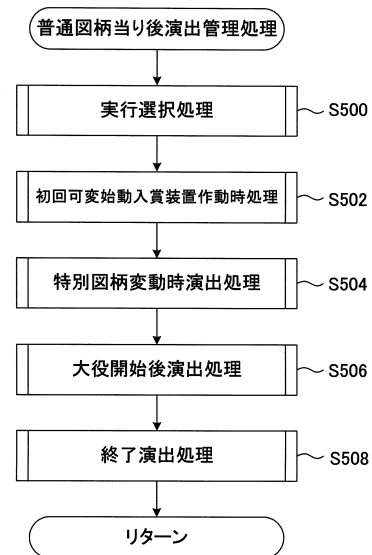 普通図柄当り後演出管理処理
実行選択処理
S500
初回可変始動入賞装置作動時処理
S502
特別図柄変動時演出処理
S504
大役開始後演出処理
S506
終了演出処理
S508
リターン